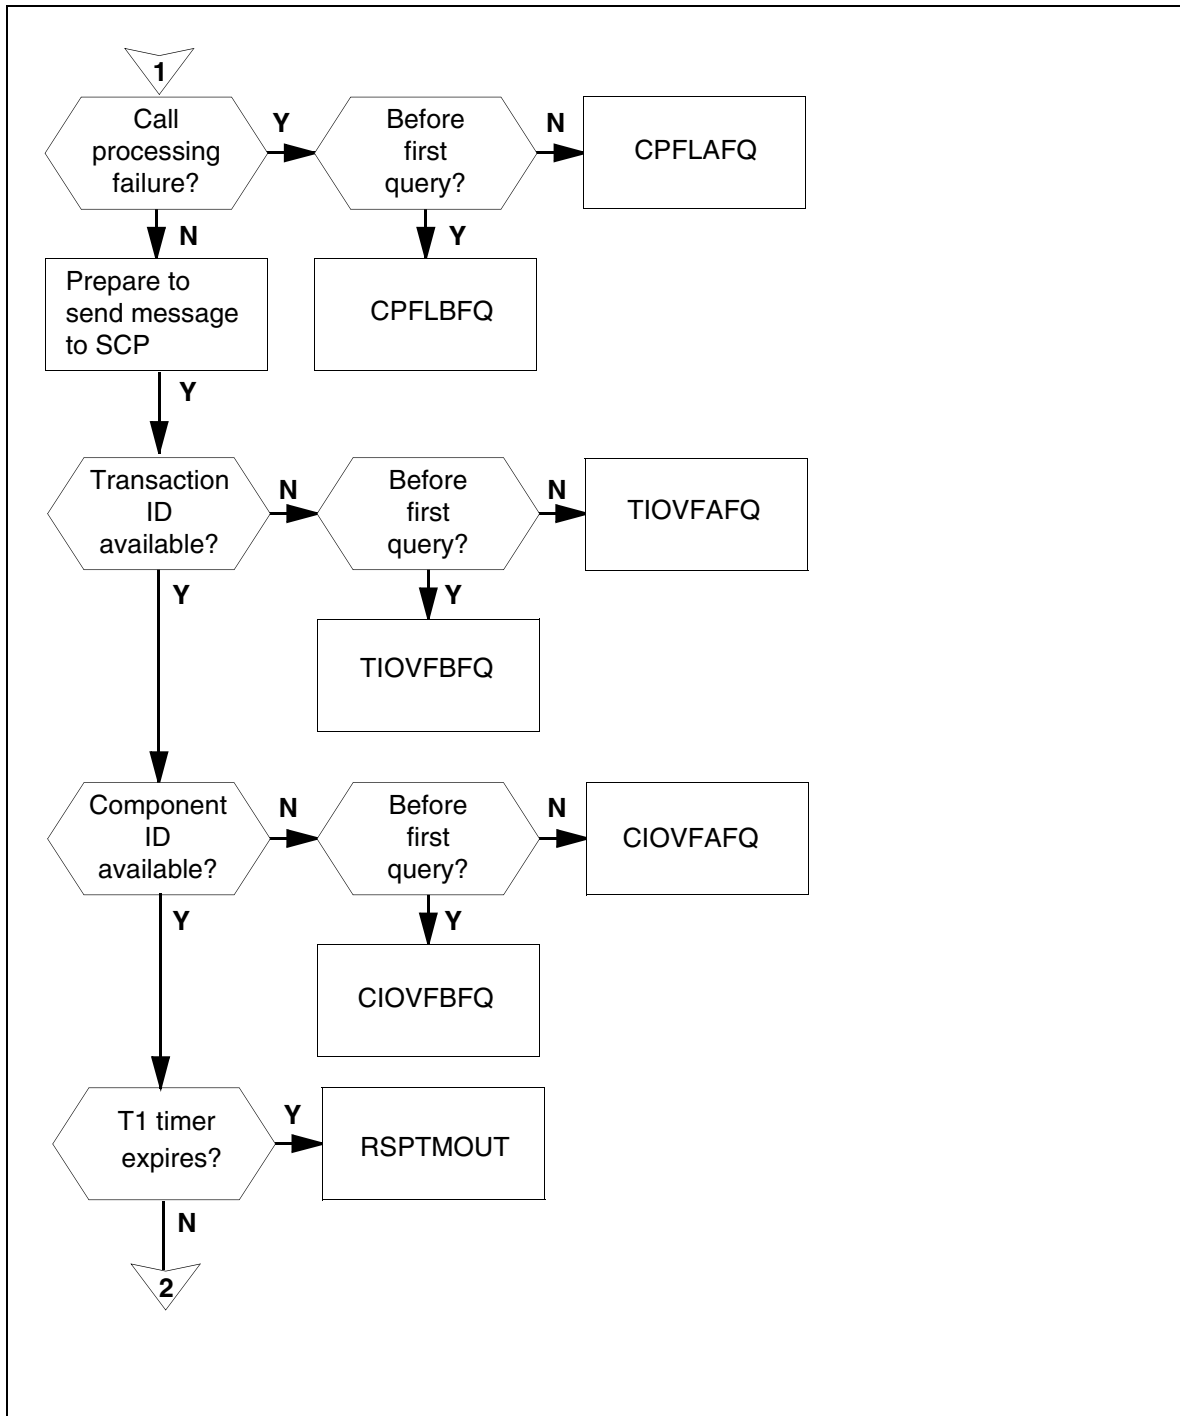 1
Call
processing
failure?
Y
Before
first
query?
N
CPFLAFQ
N
Y
Prepare to
send message
to SCP
CPFLBFQ
Y
Transaction
ID
available?
N
Before
first
query?
N
TIOVFAFQ
Y
Y
TIOVFBFQ
Component
ID
available?
N
Before
first
query?
N
CIOVFAFQ
Y
Y
CIOVFBFQ
T1 timer
expires?
Y
RSPTMOUT
N
2